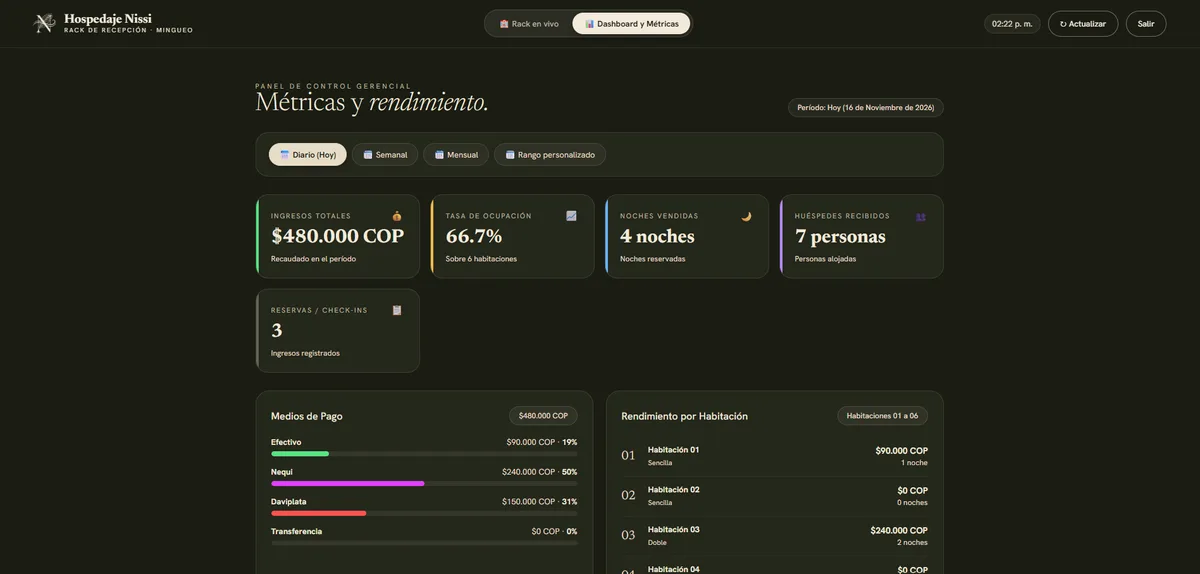 Hospedaje Nissi
RACK DE RECEPCIÓN · MINGUEO
Rack en vivo
Dashboard y Métricas
02:22 p. m.
↻ Actualizar
Salir
PANEL DE CONTROL GERENCIAL
Métricas y rendimiento.
Período: Hoy (16 de Noviembre de 2026)
Diario (Hoy)
Semanal
Mensual
Rango personalizado
INGRESOS TOTALES
$480.000 COP
Recaudado en el período
TASA DE OCUPACIÓN
66.7%
Sobre 6 habitaciones
NOCHES VENDIDAS
4 noches
Noches reservadas
HUÉSPEDES RECIBIDOS
7 personas
Personas alojadas
RESERVAS / CHECK-INS
3
Ingresos registrados
Medios de Pago
$480.000 COP
Efectivo
$90.000 COP · 19%
Nequi
$240.000 COP · 50%
Daviplata
$150.000 COP · 31%
Transferencia
$0 COP · 0%
Rendimiento por Habitación
Habitaciones 01 a 06
01
Habitación 01
Sencilla
$90.000 COP
1 noche
02
Habitación 02
Sencilla
$0 COP
0 noches
03
Habitación 03
Doble
$240.000 COP
2 noches
04
Habitación 04
$0 COP